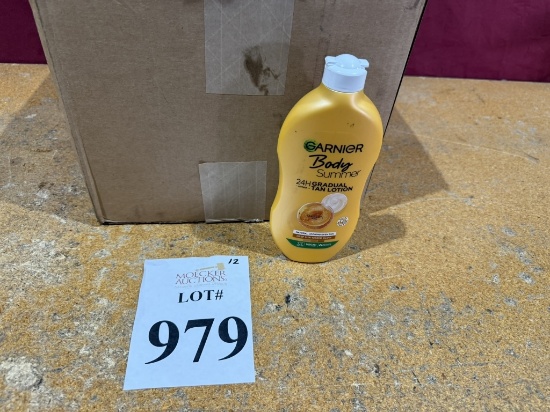 GARNIER
Body
Summer
24H GRADUAL
TAN LOTION
12
MOECKER
AUCTIONS
LOT#
979